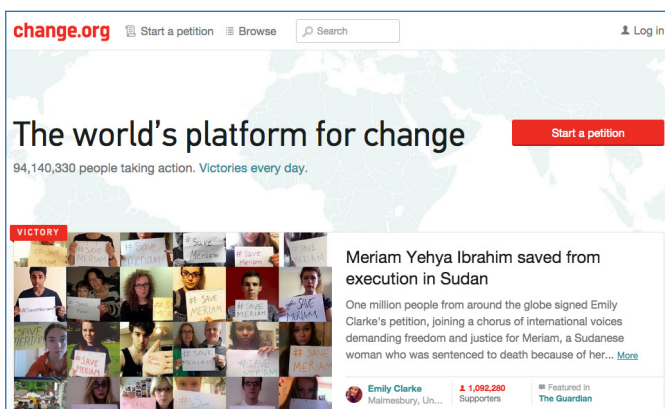 change.org Start a petition Browse Search Log in
The world's platform for change
Start a petition
94,140,330 people taking action. Victories every day.
VICTORY
Meriam Yehya Ibrahim saved from
execution in Sudan
One million people from around the globe signed Emily
Clarke's petition, joining a chorus of international voices
demanding freedom and justice for Meriam, a Sudanese
woman who was sentenced to death because of her... More
Emily Clarke
Malmesbury, Un...
1,092,280
Supporters
Featured in
The Guardian
# Save
Meriam
# SAVE
MERIAM